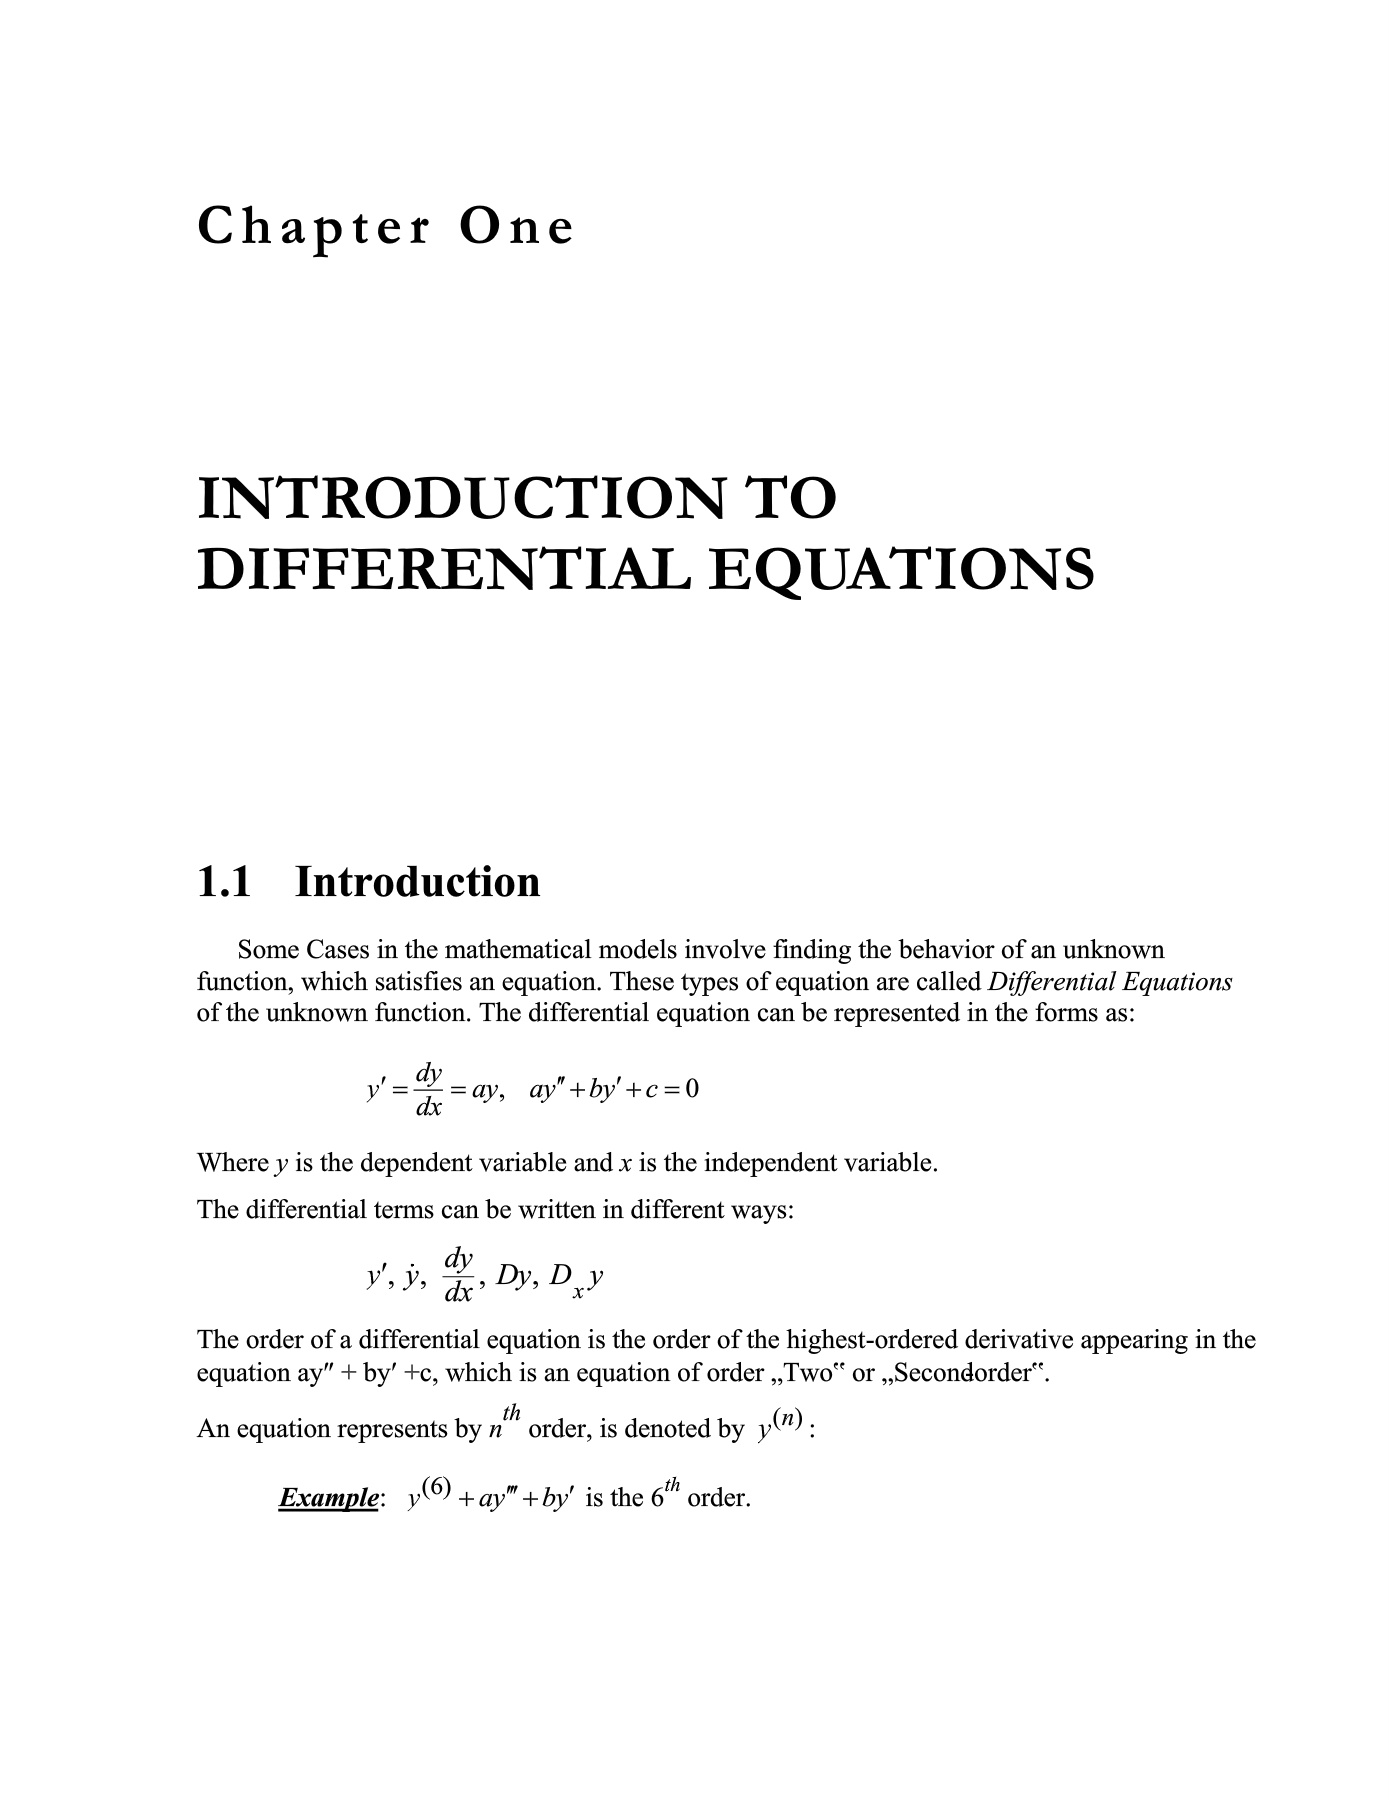 Chapter One
INTRODUCTION TO
DIFFERENTIAL EQUATIONS
1.1 Introduction
Some Cases in the mathematical models involve finding the behavior of an unknown
function, which satisfies an equation. These types of equation are called Differential Equations
of the unknown function. The differential equation can be represented in the forms as:
y′ = dy/dx = ay, ay″ + by′ + c = 0
Where y is the dependent variable and x is the independent variable.
The differential terms can be written in different ways:
y′, ẏ, dy/dx, Dy, Dₓy
The order of a differential equation is the order of the highest-ordered derivative appearing in the
equation ay″ + by′ +c, which is an equation of order „Two‟ or „Secondorder‟.
An equation represents by n^th order, is denoted by y^(n) :
Example: y^(6) + ay‴ + by′ is the 6^th order.